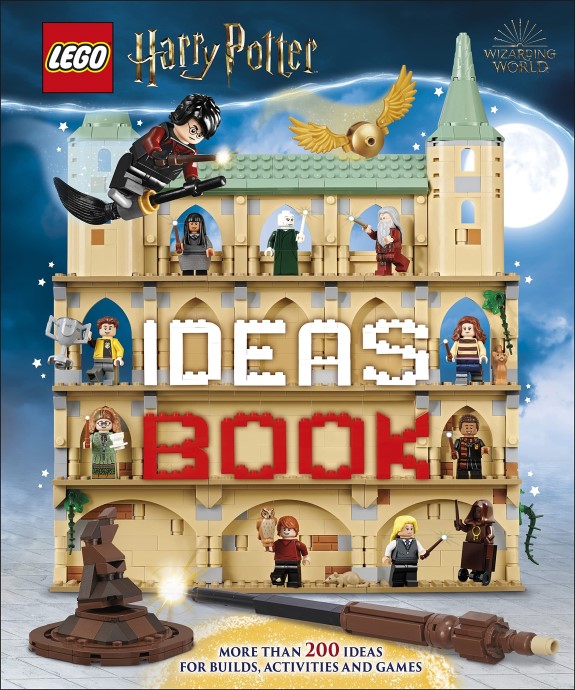 LEGO
Harry Potter
WIZARDING
WORLD
IDEAS
BOOK
MORE THAN 200 IDEAS
FOR BUILDS, ACTIVITIES AND GAMES